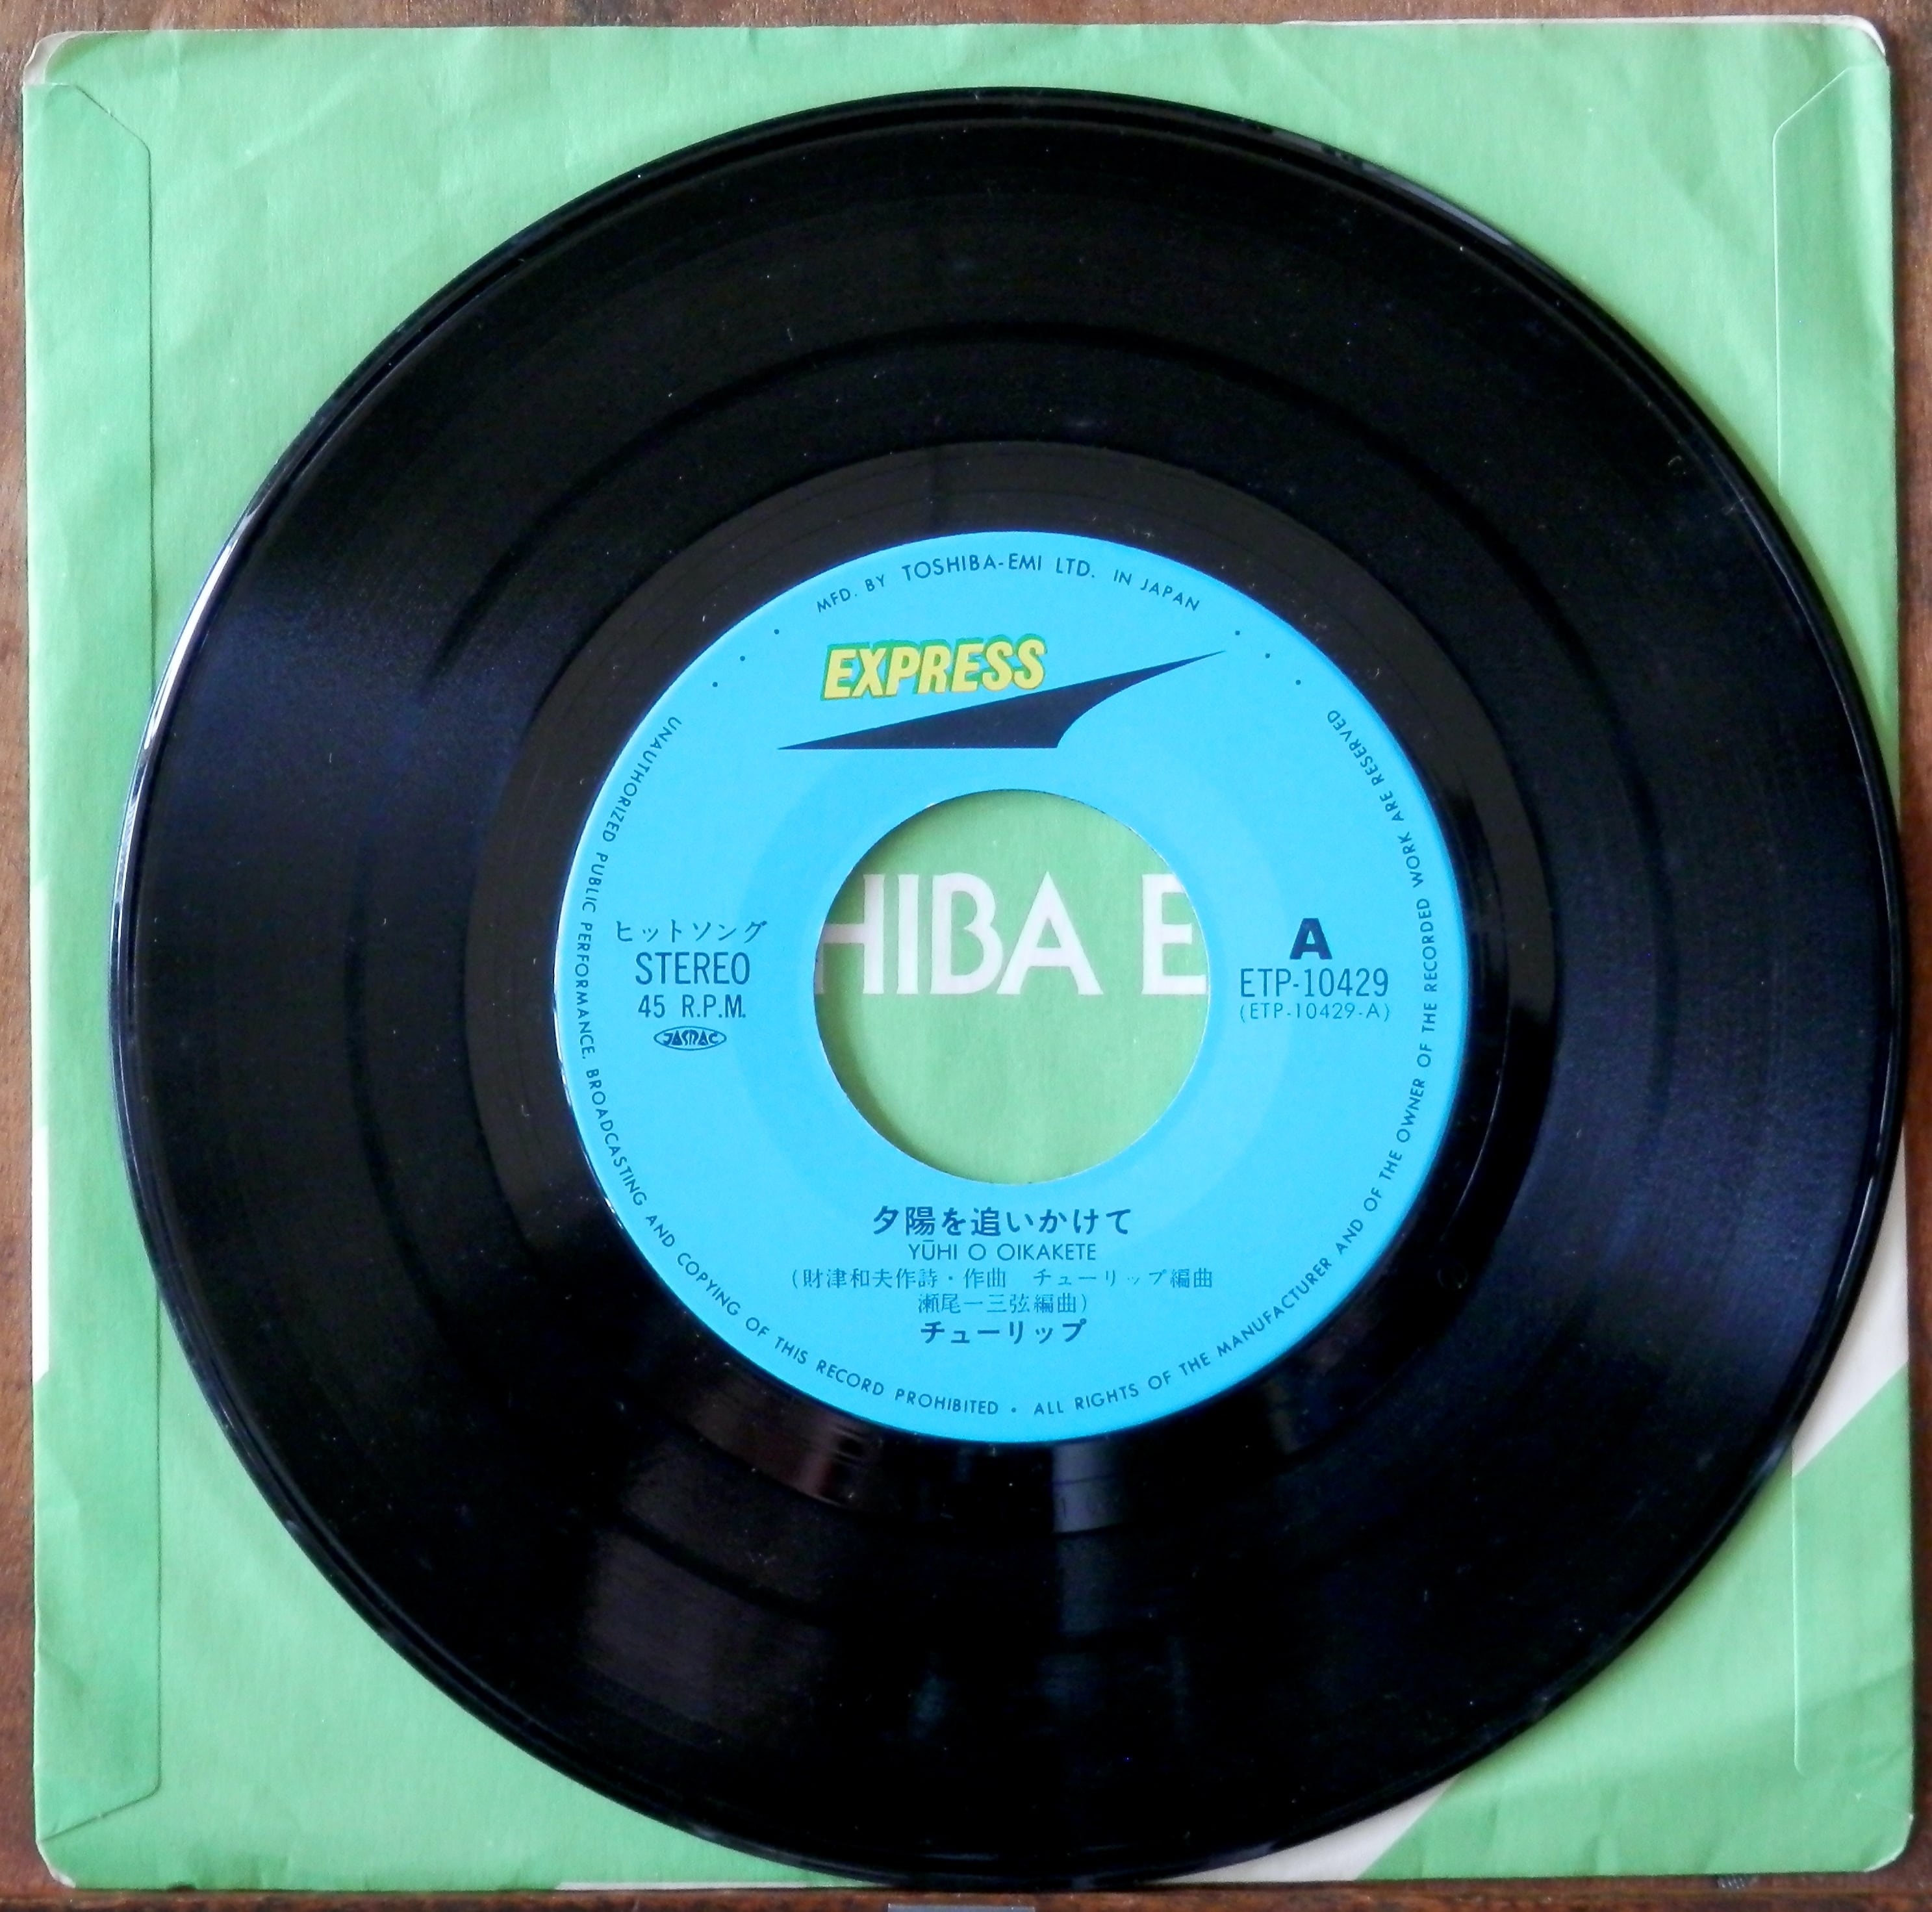 MFD. BY TOSHIBA-EMI LTD. IN JAPAN
EXPRESS
HIBA E
ヒットソング
STEREO
45 R.P.M.
JASRAC
A
ETP-10429
(ETP-10429-A)
夕陽を追いかけて
YŪHI O OIKAKETE
(財津和夫作詩・作曲 チューリップ編曲
瀬尾一三弦編曲)
チューリップ
UNAUTHORIZED PUBLIC PERFORMANCE. BROADCASTING AND COPYING OF THIS RECORD PROHIBITED • ALL RIGHTS OF THE MANUFACTURER AND OF THE OWNER OF THE RECORDED WORK ARE RESERVED